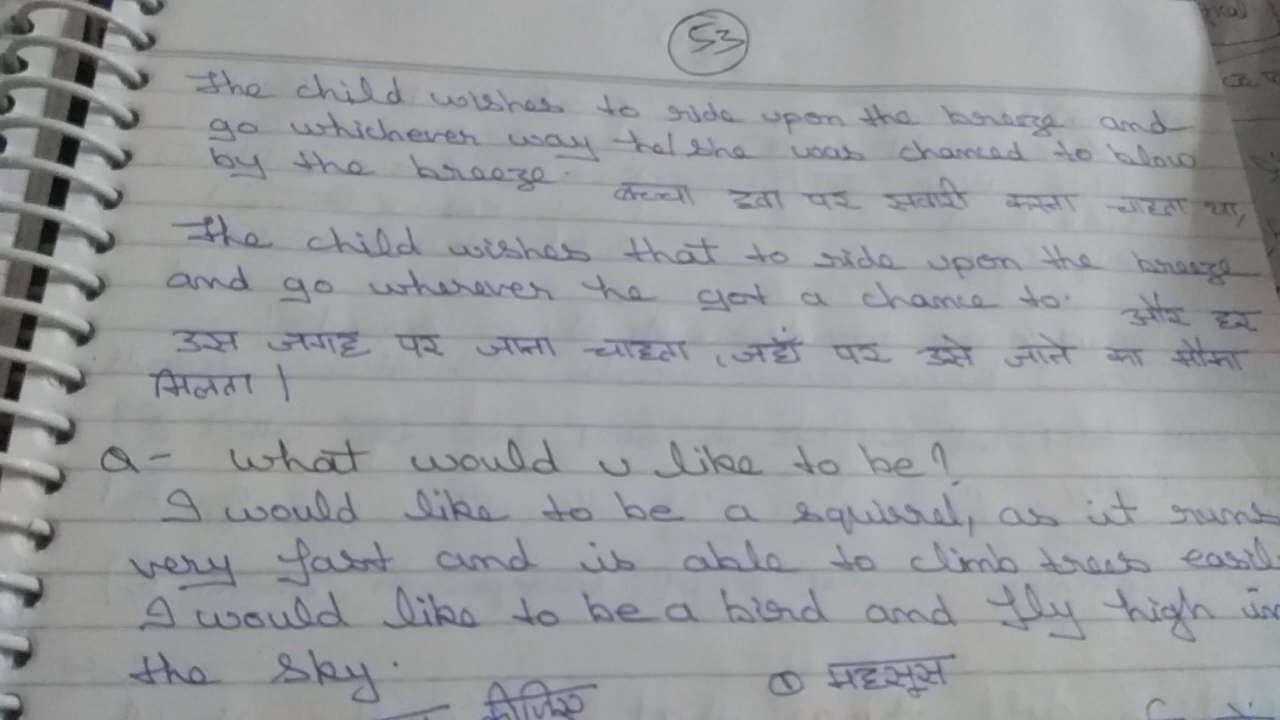 53
The child wishes to ride upon the breeze and
go whichever way he/she was chanced to blow
by the breeze.
बच्चा हवा पर सवारी करना चाहता था,
The child wishes that to ride upon the breeze
and go wherever he got a chance to.
और हर
उस जगह पर जाना चाहता, जहाँ पर उसे जाने का मौका
मिलता।
Q- What would u like to be?
I would like to be a squirrel, as it runs
very fast and is able to climb trees easil
I would like to be a bird and fly high in
the sky.
① महसूस
कीजिए